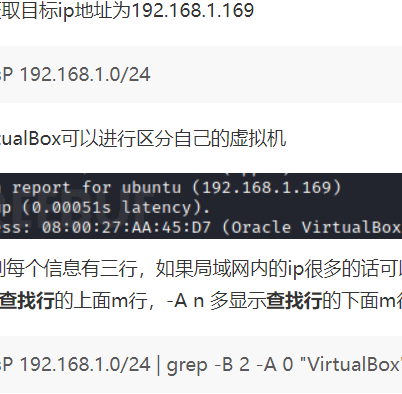 取目标ip地址为192.168.1.169
sP 192.168.1.0/24
tualBox可以进行区分自己的虚拟机
report for ubuntu (192.168.1.169)
up (0.00051s latency).
ess: 08:00:27:AA:45:D7 (Oracle VirtualBox
到每个信息有三行，如果局域网内的ip很多的话可以
查找行的上面m行，-A n 多显示查找行的下面m行
sP 192.168.1.0/24 | grep -B 2 -A 0 "VirtualBox"